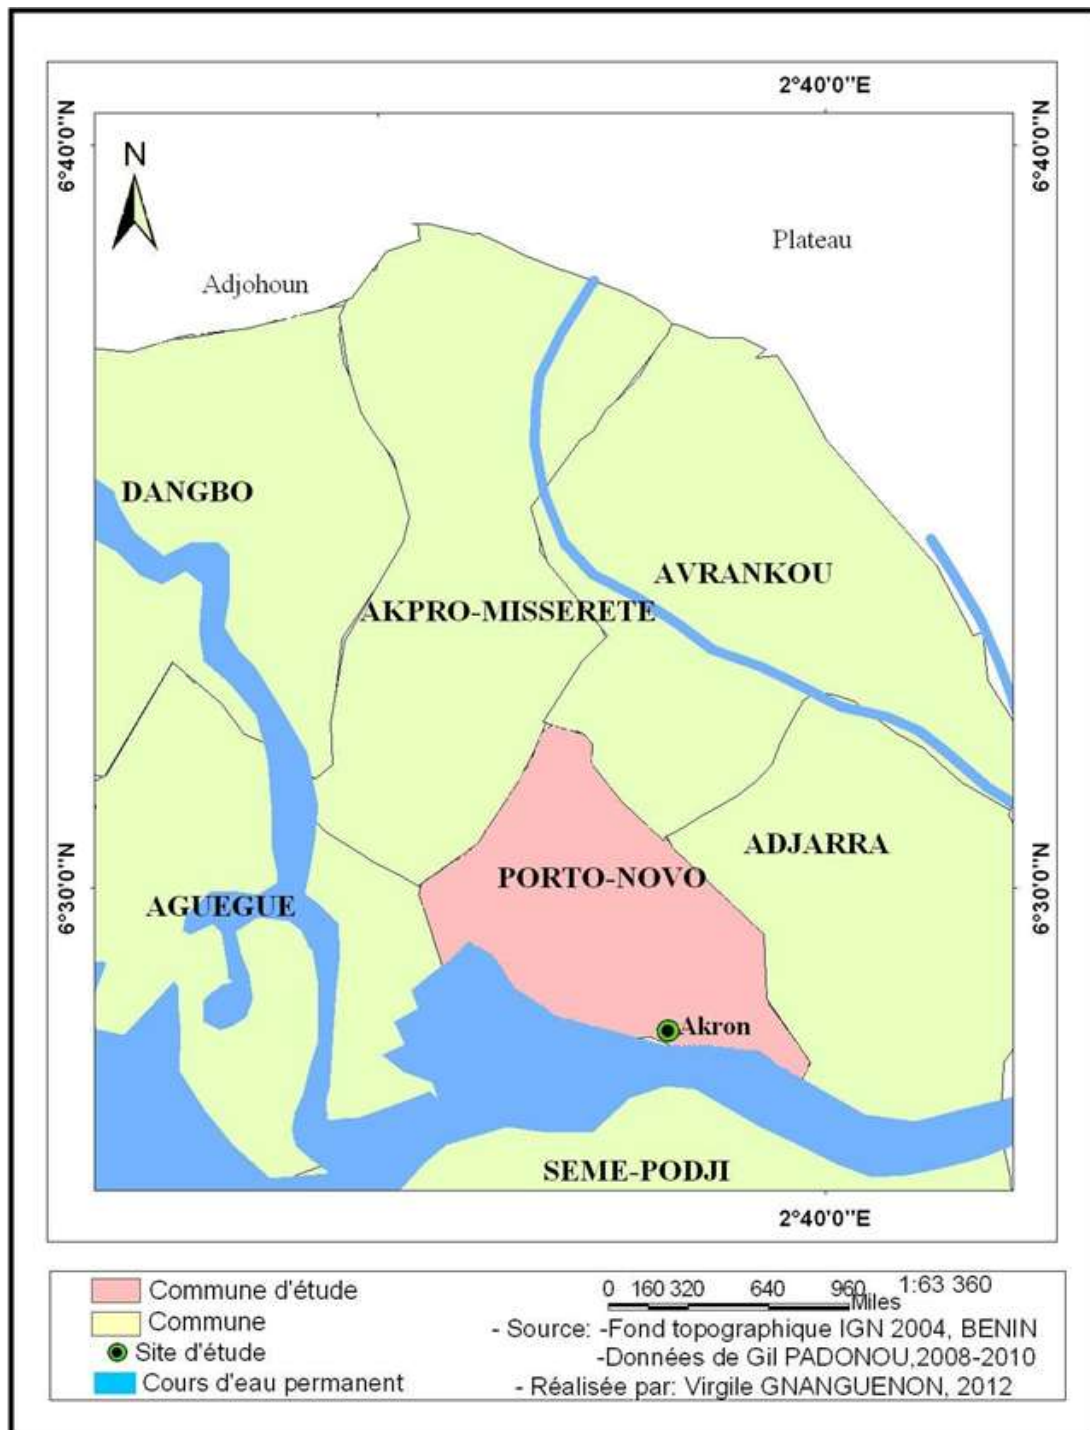 2°40'0"E
6°40'0"N
6°40'0"N
N
Plateau
Adjohoun
DANGBO
AVRANKOU
AKPRO-MISSERETE
ADJARRA
PORTO-NOVO
6°30'0"N
6°30'0"N
AGUEGUE
Akron
SEME-PODJI
2°40'0"E
Commune d'étude
Commune
Site d'étude
Cours d'eau permanent
0 160 320 640 960 1:63 360
Miles
- Source: -Fond topographique IGN 2004, BENIN
-Données de Gil PADONOU,2008-2010
- Réalisée par: Virgile GNANGUENON, 2012